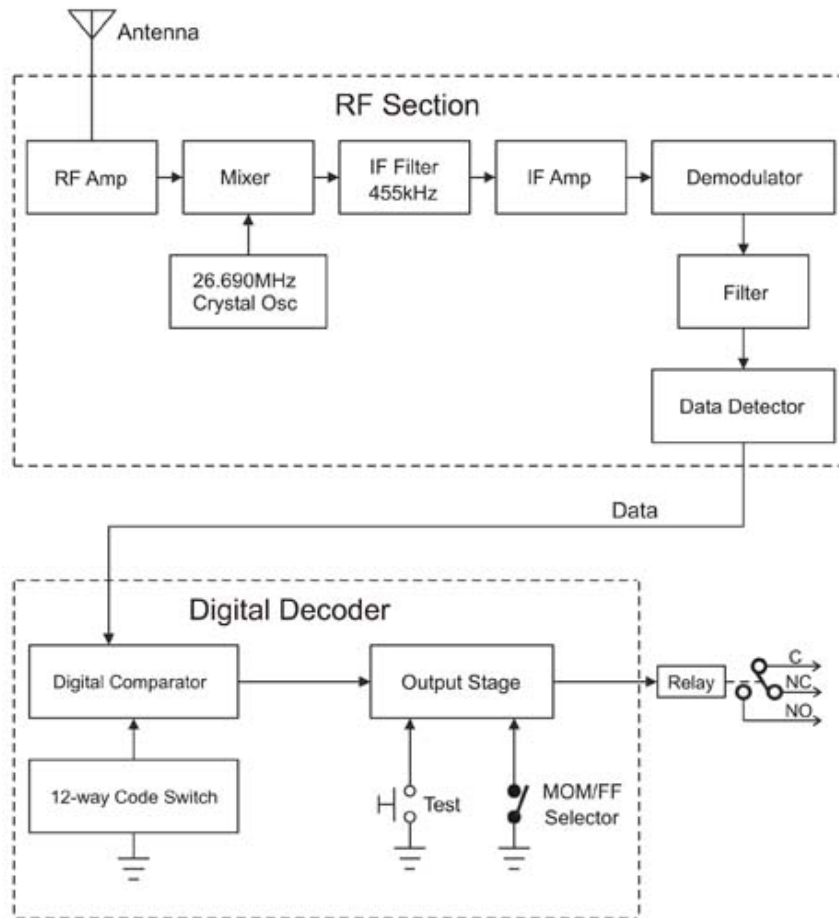 Antenna
RF Section
RF Amp
Mixer
IF Filter
455kHz
IF Amp
Demodulator
26.690MHz
Crystal Osc
Filter
Data Detector
Data
Digital Decoder
Digital Comparator
Output Stage
Relay
C
NC
NO
12-way Code Switch
Test
MOM/FF
Selector